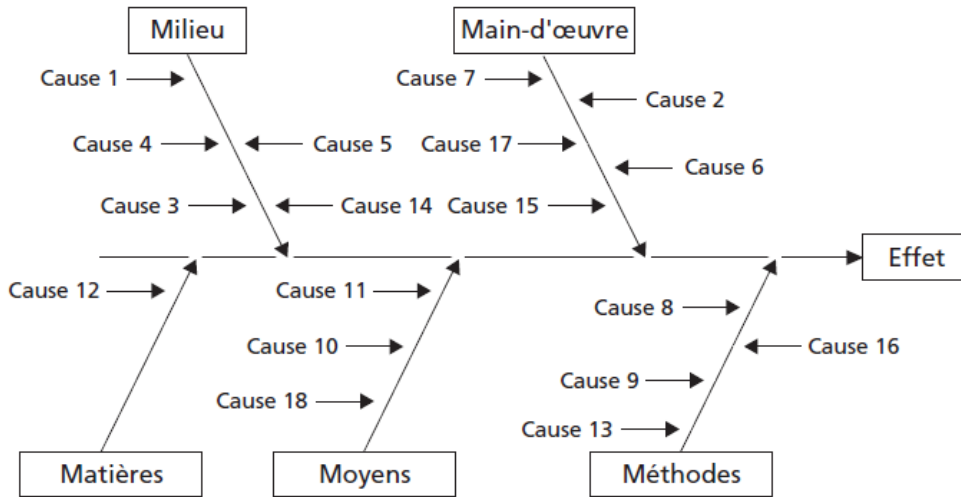 Milieu
Main-d'œuvre
Cause 1
Cause 7
Cause 2
Cause 4
Cause 5
Cause 17
Cause 6
Cause 3
Cause 14
Cause 15
Effet
Cause 12
Cause 11
Cause 8
Cause 10
Cause 16
Cause 9
Cause 18
Cause 13
Matières
Moyens
Méthodes